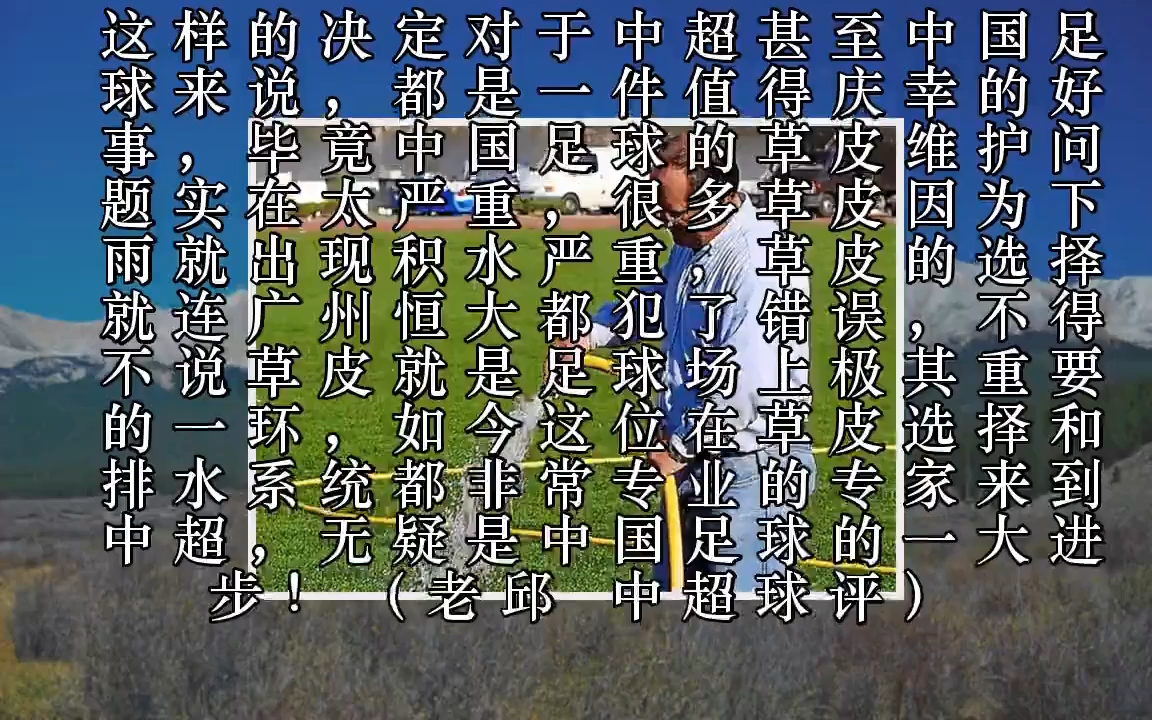 这样的决定对于中超甚至中国足
球来说，都是一件值得庆幸的好
事，毕竟中国足球的草皮维护问
题实在太严重，很多草皮因为下
雨就出现积水严重，草皮的选择
就连广州恒大都犯了错误，不得
不说草皮就是足球场上极其重要
的一环，如今这位在草皮选择和
排水系统都非常专业的专家来到
中超，无疑是中国足球的一大进
步！（老邱 中超球评）